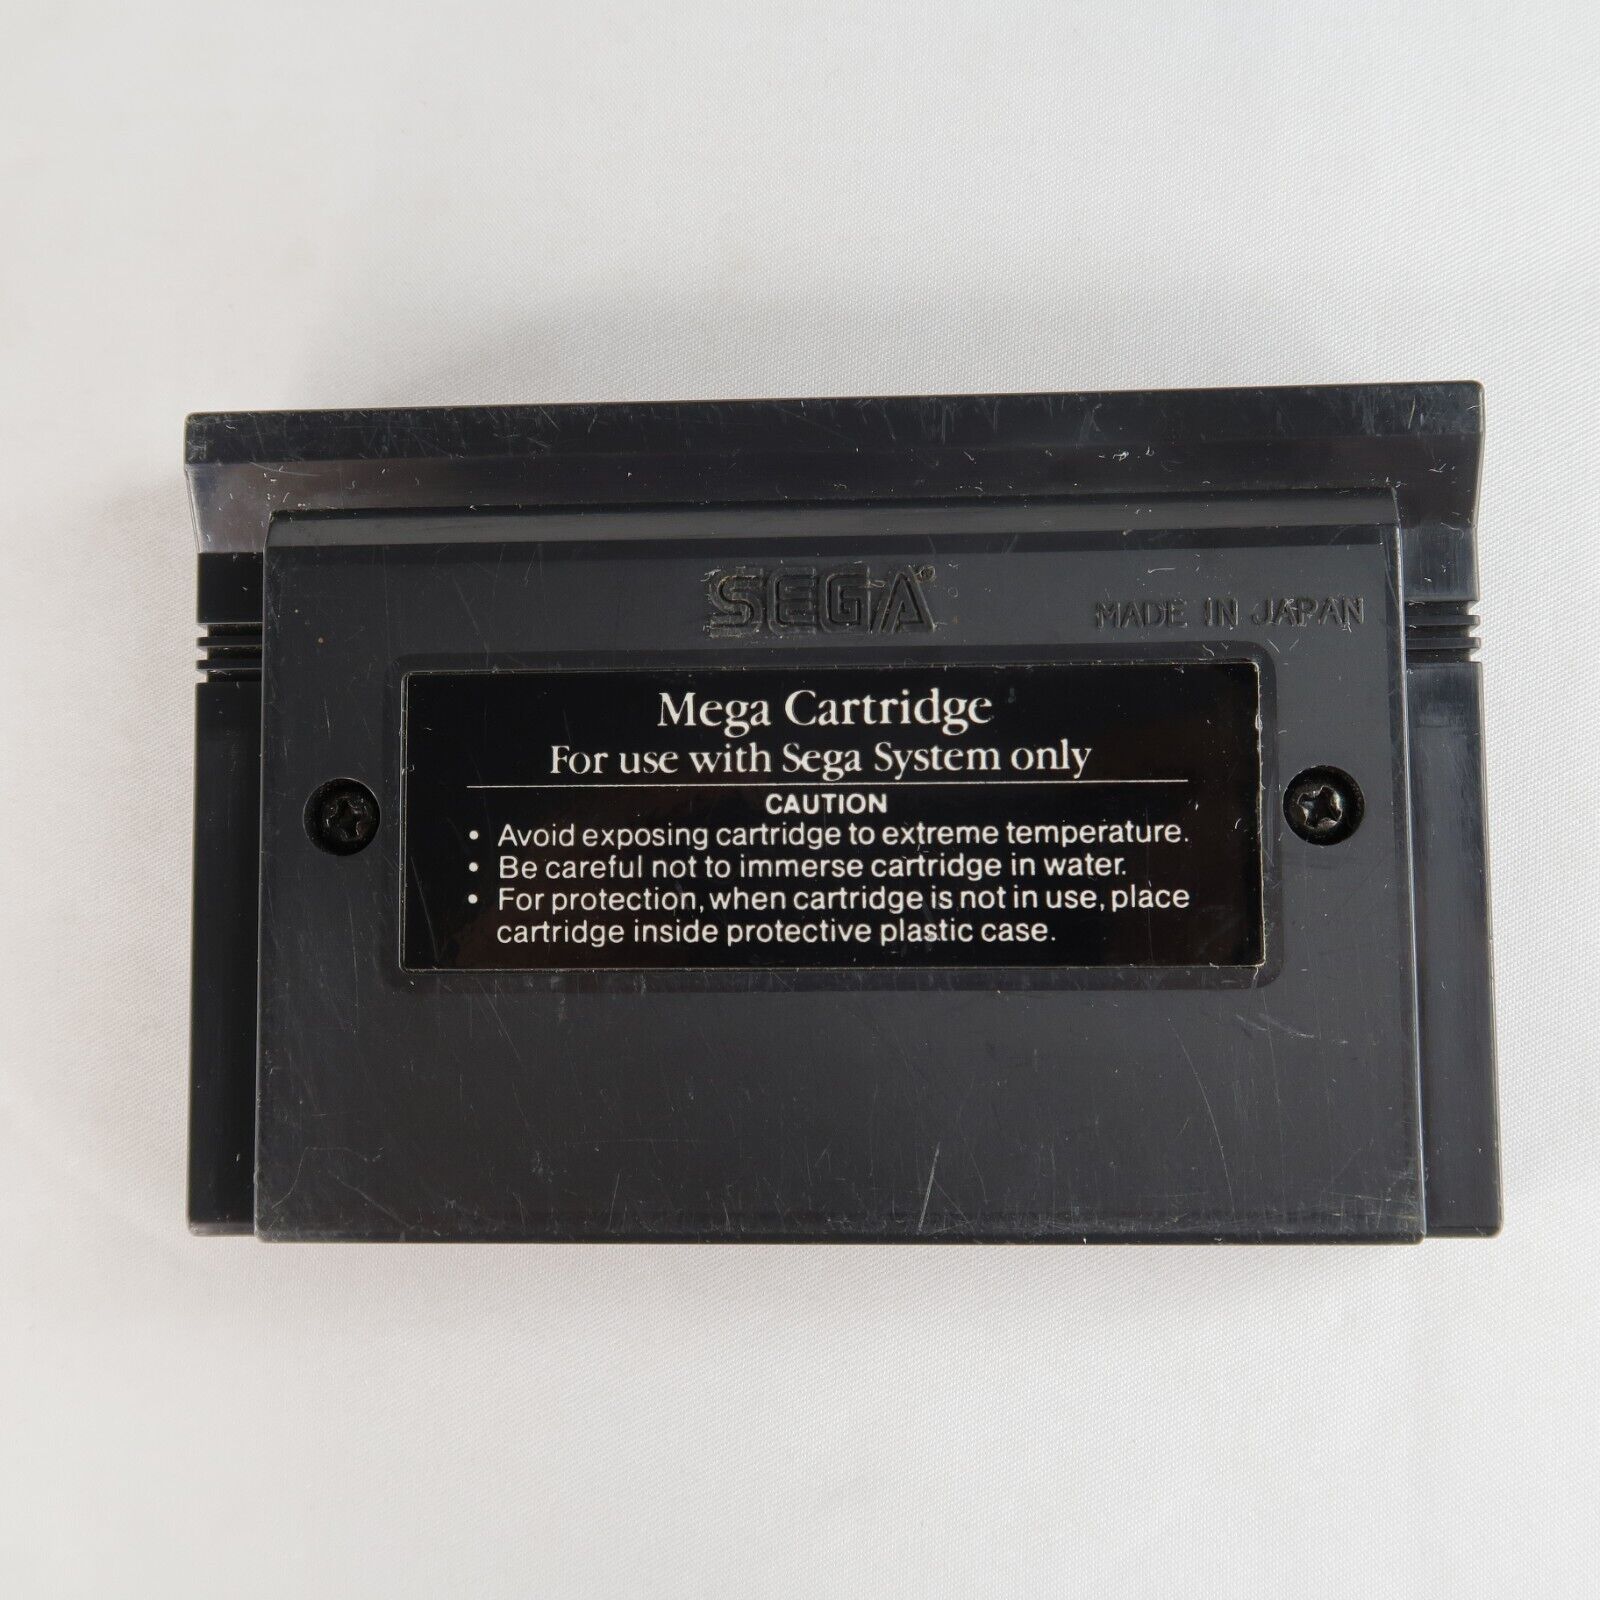 SEGA®
MADE IN JAPAN
Mega Cartridge
For use with Sega System only
CAUTION
• Avoid exposing cartridge to extreme temperature.
• Be careful not to immerse cartridge in water.
• For protection, when cartridge is not in use, place
cartridge inside protective plastic case.